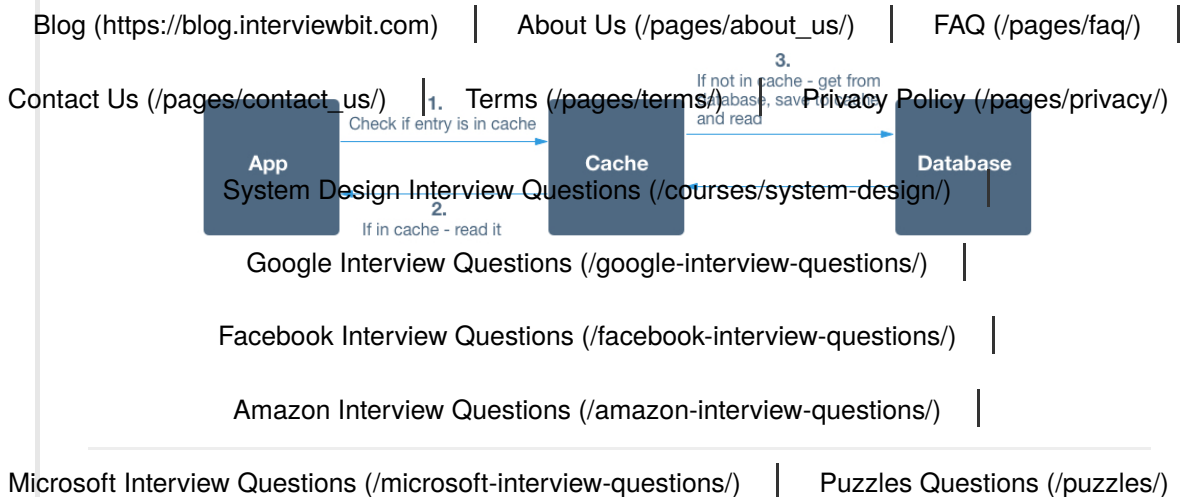 Blog (https://blog.interviewbit.com) | About Us (/pages/about_us/) | FAQ (/pages/faq/) |
3.
If not in cache - get from
database, save to cache
and read
Contact Us (/pages/contact_us/) | Terms (/pages/terms/) | Privacy Policy (/pages/privacy/)
1.
Check if entry is in cache
App
Cache
Database
System Design Interview Questions (/courses/system-design/) |
2.
If in cache - read it
Google Interview Questions (/google-interview-questions/) |
Facebook Interview Questions (/facebook-interview-questions/) |
Amazon Interview Questions (/amazon-interview-questions/) |
Microsoft Interview Questions (/microsoft-interview-questions/) | Puzzles Questions (/puzzles/)